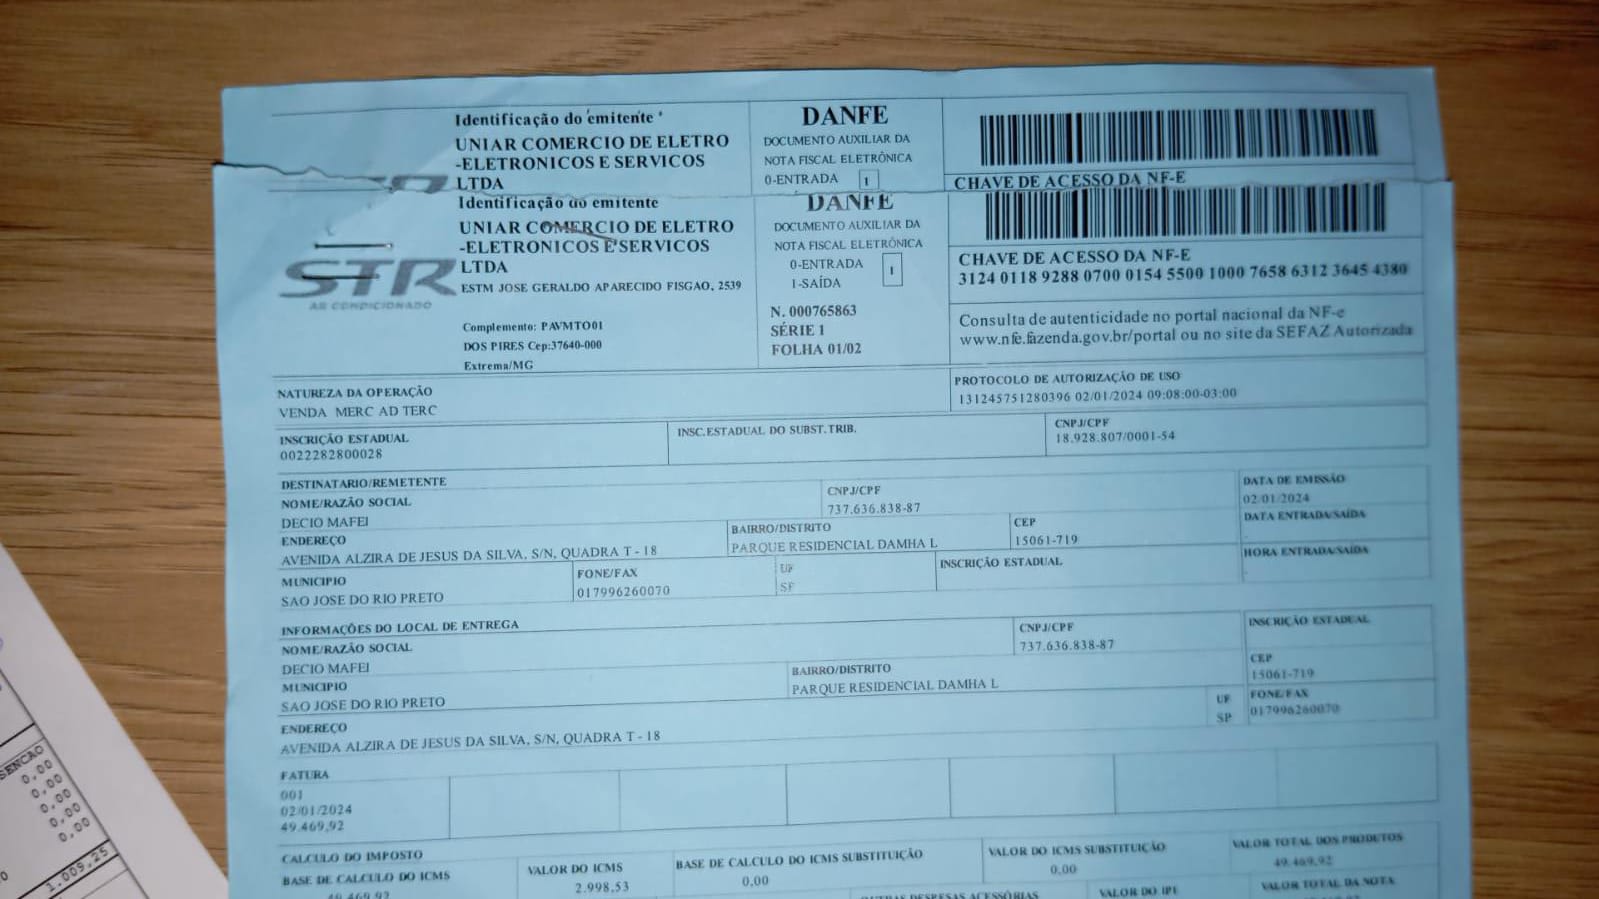 Identificação do emitente
UNIAR COMERCIO DE ELETRO
-ELETRONICOS E SERVICOS
LTDA
DANFE
DOCUMENTO AUXILIAR DA
NOTA FISCAL ELETRÔNICA
0-ENTRADA 1
CHAVE DE ACESSO DA NF-E
Identificação do emitente
UNIAR COMERCIO DE ELETRO
-ELETRONICOS E SERVICOS
LTDA
STR
AR CONDICIONADO
ESTM JOSE GERALDO APARECIDO FISGAO, 2539
Complemento: PAVMTO01
DOS PIRES Cep:37640-000
Extrema/MG
DANFE
DOCUMENTO AUXILIAR DA
NOTA FISCAL ELETRÔNICA
0-ENTRADA
1-SAÍDA
1
N. 000765863
SÉRIE 1
FOLHA 01/02
CHAVE DE ACESSO DA NF-E
3124 0118 9288 0700 0154 5500 1000 7658 6312 3645 4380
Consulta de autenticidade no portal nacional da NF-e
www.nfe.fazenda.gov.br/portal ou no site da SEFAZ Autorizada
NATUREZA DA OPERAÇÃO
VENDA MERC AD TERC
PROTOCOLO DE AUTORIZAÇÃO DE USO
131245751280396 02/01/2024 09:08:00-03:00
INSCRIÇÃO ESTADUAL
0022282800028
INSC.ESTADUAL DO SUBST.TRIB.
CNPJ/CPF
18.928.807/0001-54
DESTINATARIO/REMETENTE
NOME/RAZÃO SOCIAL
DECIO MAFEI
CNPJ/CPF
737.636.838-87
DATA DE EMISSÃO
02/01/2024
ENDEREÇO
AVENIDA ALZIRA DE JESUS DA SILVA, S/N, QUADRA T - 18
BAIRRO/DISTRITO
PARQUE RESIDENCIAL DAMHA L
CEP
15061-719
DATA ENTRADA/SAÍDA
MUNICIPIO
SAO JOSE DO RIO PRETO
FONE/FAX
017996260070
UF
SP
INSCRIÇÃO ESTADUAL
HORA ENTRADA/SAÍDA
INFORMAÇÕES DO LOCAL DE ENTREGA
NOME/RAZÃO SOCIAL
DECIO MAFEI
CNPJ/CPF
737.636.838-87
INSCRIÇÃO ESTADUAL
MUNICIPIO
SAO JOSE DO RIO PRETO
BAIRRO/DISTRITO
PARQUE RESIDENCIAL DAMHA L
CEP
15061-719
ENDEREÇO
AVENIDA ALZIRA DE JESUS DA SILVA, S/N, QUADRA T - 18
UF
SP
FONE/FAX
017996260070
FATURA
001
02/01/2024
49.469,92
CALCULO DO IMPOSTO
BASE DE CALCULO DO ICMS
49.469,92
VALOR DO ICMS
2.998,53
BASE DE CALCULO DO ICMS SUBSTITUIÇÃO
0,00
VALOR DO ICMS SUBSTITUIÇÃO
0,00
VALOR TOTAL DOS PRODUTOS
49.469,92
OUTRAS DESPESAS ACESSÓRIAS
VALOR DO IPI
VALOR TOTAL DA NOTA
SENCAO
0,00
0,00
0,00
0,00
0,00
1.009,25